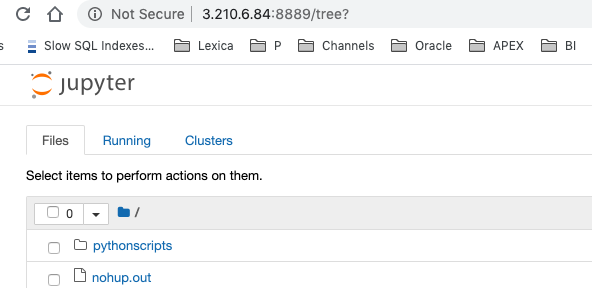 Not Secure | 3.210.6.84:8889/tree?
s Slow SQL Indexes... Lexica P Channels Oracle APEX BI
jupyter
Files Running Clusters
Select items to perform actions on them.
0 /
pythonscripts
nohup.out